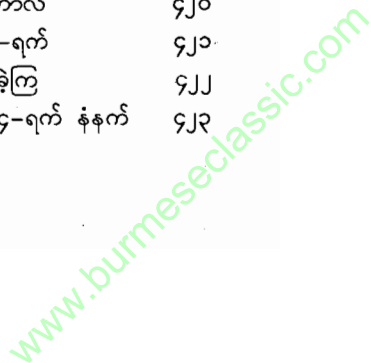 ကာလ ၄၂၀
-ရက် ၄၂၁
ခဲ့ကြ ၄၂၂
၄-ရက် နံနက် ၄၂၃
www.burmeseclassic.com